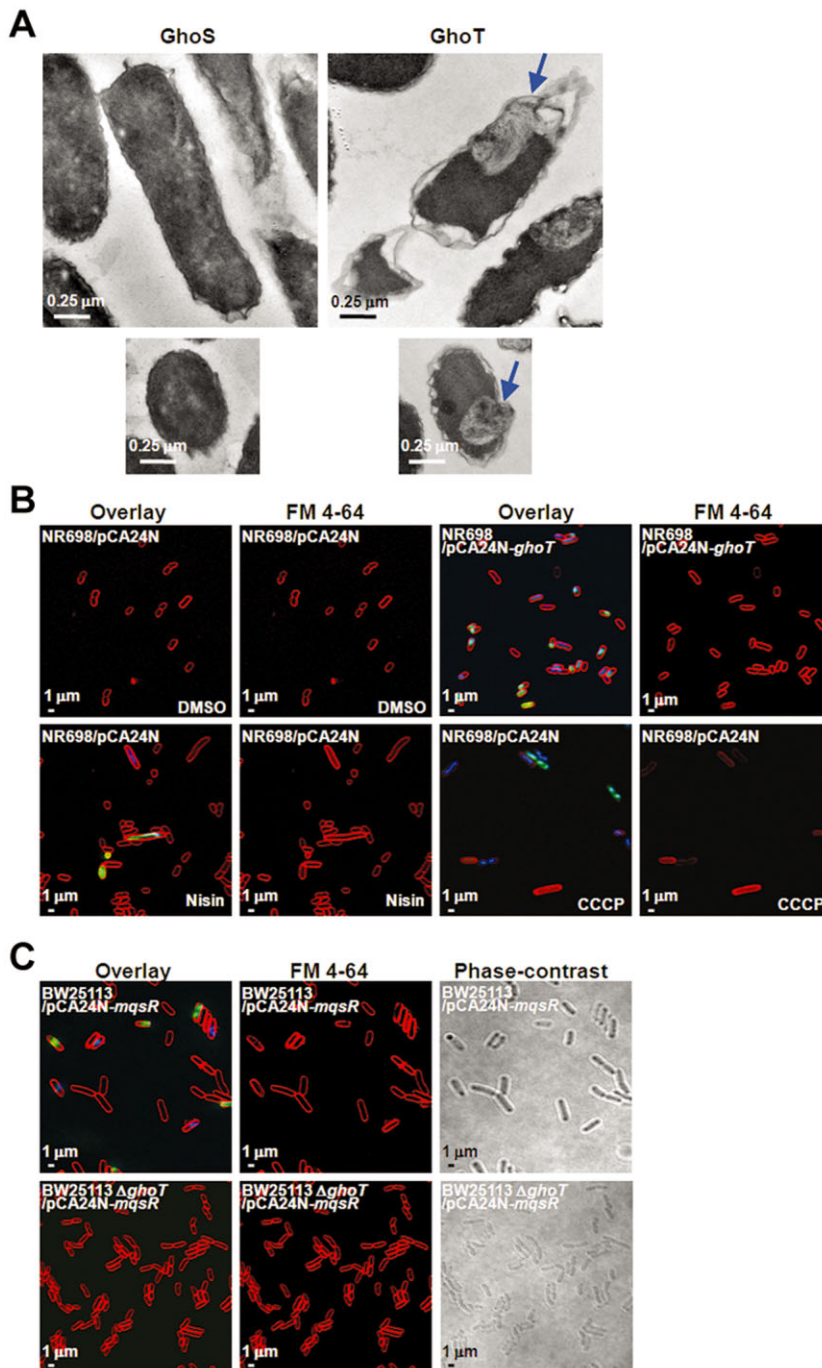 A
GhoS
GhoT
0.25 μm
0.25 μm
0.25 μm
0.25 μm
B
Overlay
FM 4-64
Overlay
FM 4-64
NR698/pCA24N
1 μm
DMSO
NR698/pCA24N
1 μm
DMSO
NR698
/pCA24N-ghoT
1 μm
NR698
/pCA24N-ghoT
1 μm
NR698/pCA24N
1 μm
Nisin
NR698/pCA24N
1 μm
Nisin
NR698/pCA24N
1 μm
CCCP
NR698/pCA24N
1 μm
CCCP
C
Overlay
FM 4-64
Phase-contrast
BW25113
/pCA24N-mqsR
1 μm
BW25113
/pCA24N-mqsR
1 μm
BW25113
/pCA24N-mqsR
1 μm
BW25113 ΔghoT
/pCA24N-mqsR
1 μm
BW25113 ΔghoT
/pCA24N-mqsR
1 μm
BW25113 ΔghoT
/pCA24N-mqsR
1 μm